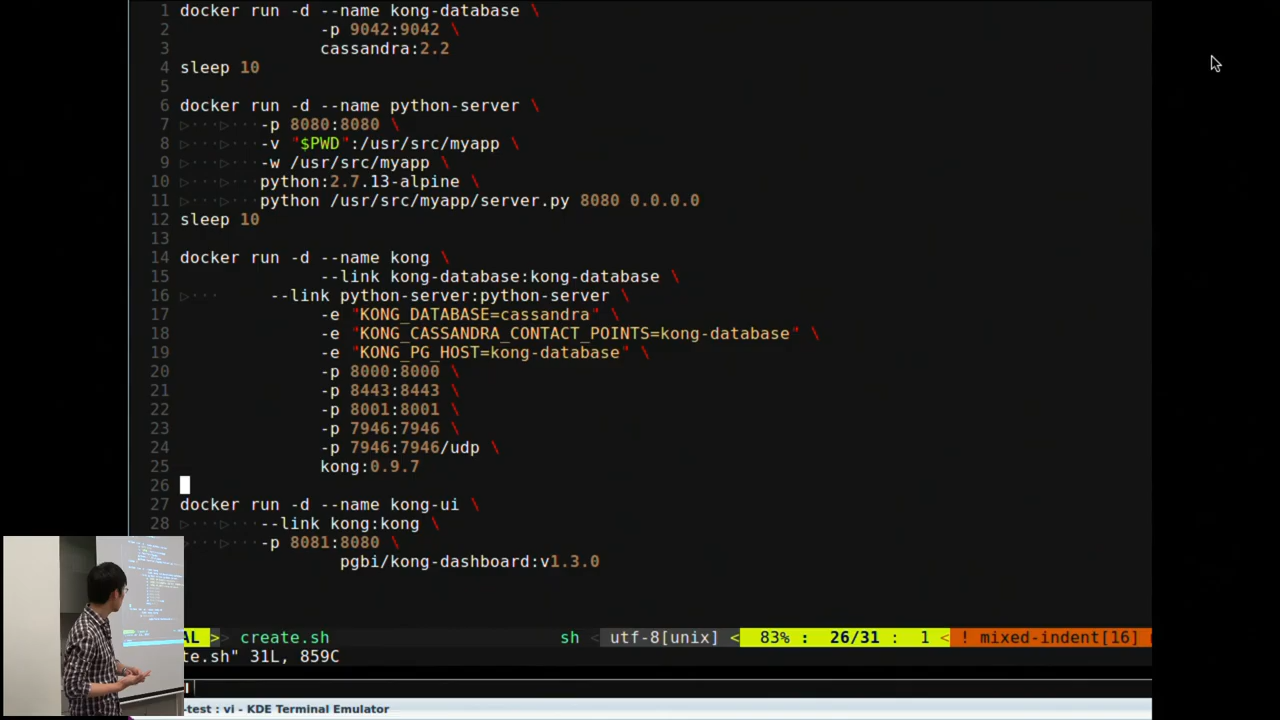 1 docker run -d --name kong-database \
2 -p 9042:9042 \
3 cassandra:2.2
4 sleep 10
5
6 docker run -d --name python-server \
7 ▷···▷···-p 8080:8080 \
8 ▷···▷···-v "$PWD":/usr/src/myapp \
9 ▷···▷···-w /usr/src/myapp \
10 ▷···▷···python:2.7.13-alpine \
11 ▷···▷···python /usr/src/myapp/server.py 8080 0.0.0.0
12 sleep 10
13
14 docker run -d --name kong \
15 --link kong-database:kong-database \
16 ▷··· --link python-server:python-server \
17 -e "KONG_DATABASE=cassandra" \
18 -e "KONG_CASSANDRA_CONTACT_POINTS=kong-database" \
19 -e "KONG_PG_HOST=kong-database" \
20 -p 8000:8000 \
21 -p 8443:8443 \
22 -p 8001:8001 \
23 -p 7946:7946 \
24 -p 7946:7946/udp \
25 kong:0.9.7
26
27 docker run -d --name kong-ui \
28 ▷···▷···--link kong:kong \
▷···▷···-p 8081:8080 \
pgbi/kong-dashboard:v1.3.0
AL > create.sh sh < utf-8[unix] < 83% : 26/31 : 1 < ! mixed-indent[16]
te.sh" 31L, 859C
-test : vi - KDE Terminal Emulator